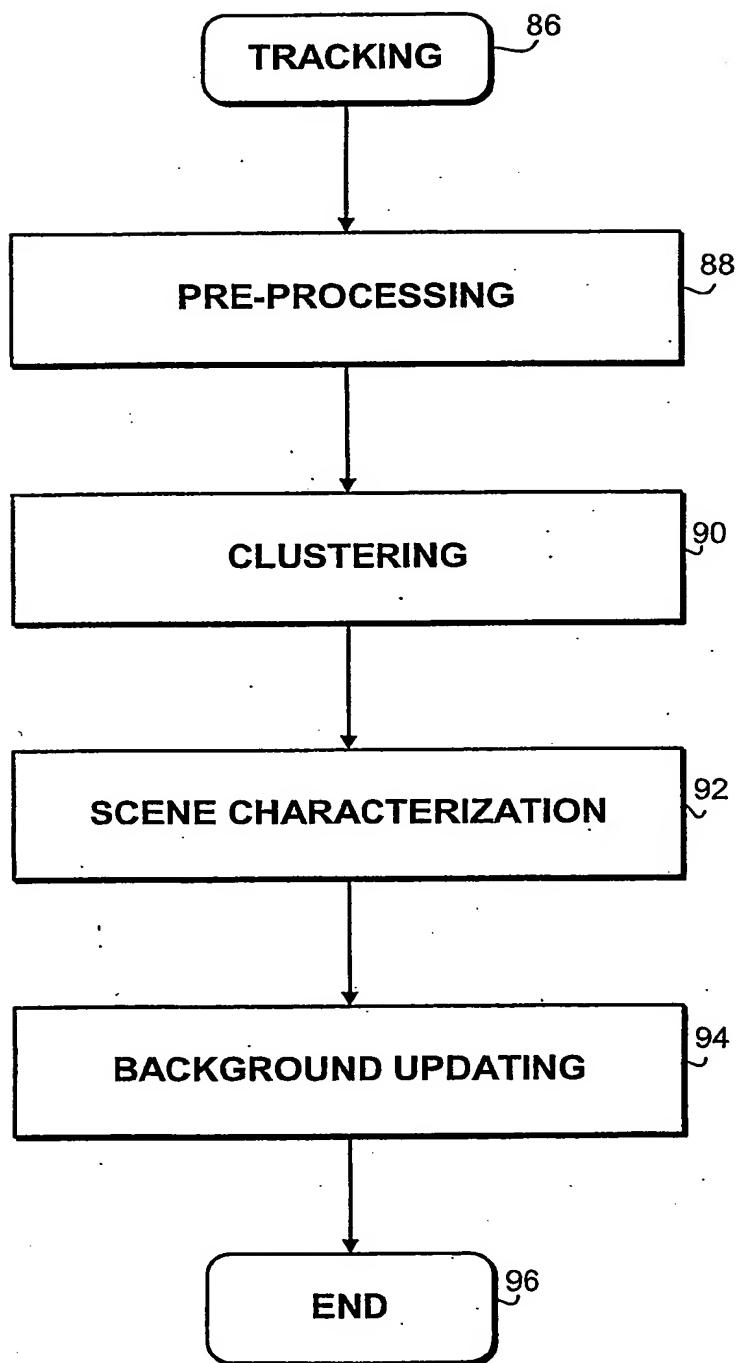 TRACKING
86
PRE-PROCESSING
88
CLUSTERING
90
SCENE CHARACTERIZATION
92
BACKGROUND UPDATING
94
END
96